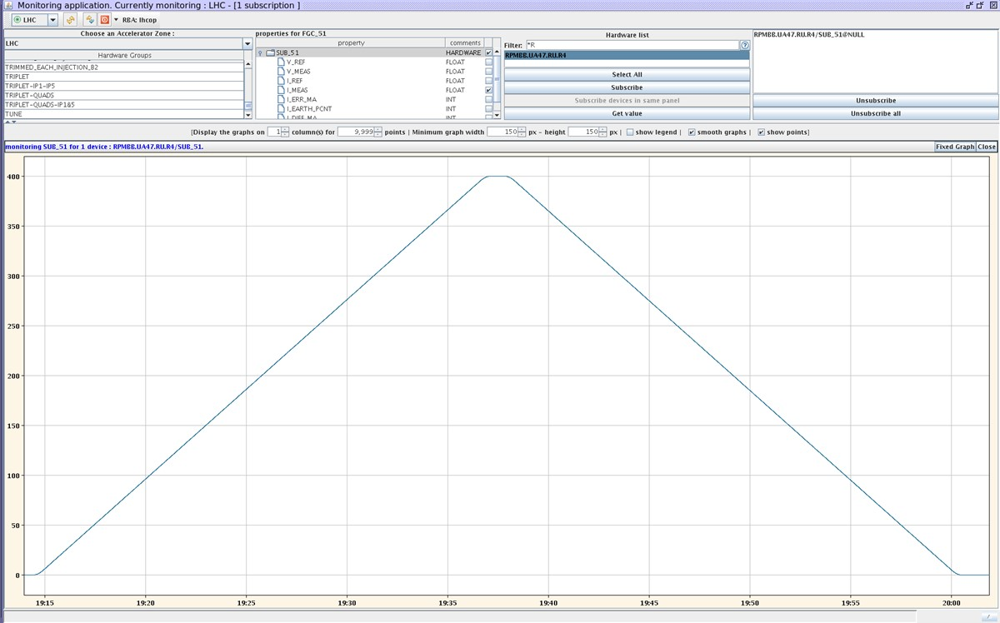 Monitoring application. Currently monitoring : LHC - [1 subscription ]
LHC RBA: lhcop
Choose an Accelerator Zone :
LHC
Hardware Groups
TRIMMED_EACH_INJECTION_B2
TRIPLET
TRIPLET-IP1-IP5
TRIPLET-QUADS
TRIPLET-QUADS-IP1&5
TUNE
properties for FGC_51
property comments
SUB_51 HARDWARE
V_REF FLOAT
V_MEAS FLOAT
I_REF FLOAT
I_MEAS FLOAT
I_ERR_MA INT
I_EARTH_PCNT INT
I_DIFF_MA INT
Hardware list
Filter: *R
RPMBB.UA47.RU.R4
Select All
Subscribe
Subscribe devices in same panel
Get value
RPMBB.UA47.RU.R4/SUB_51@NULL
Unsubscribe
Unsubscribe all
|Display the graphs on 1 column(s) for 9,999 points | Minimum graph width 150 px - height 150 px | show legend | smooth graphs | show points|
monitoring SUB_51 for 1 device : RPMBB.UA47.RU.R4/SUB_51. Fixed Graph Close
400
350
300
250
200
150
100
50
0
19:15 19:20 19:25 19:30 19:35 19:40 19:45 19:50 19:55 20:00